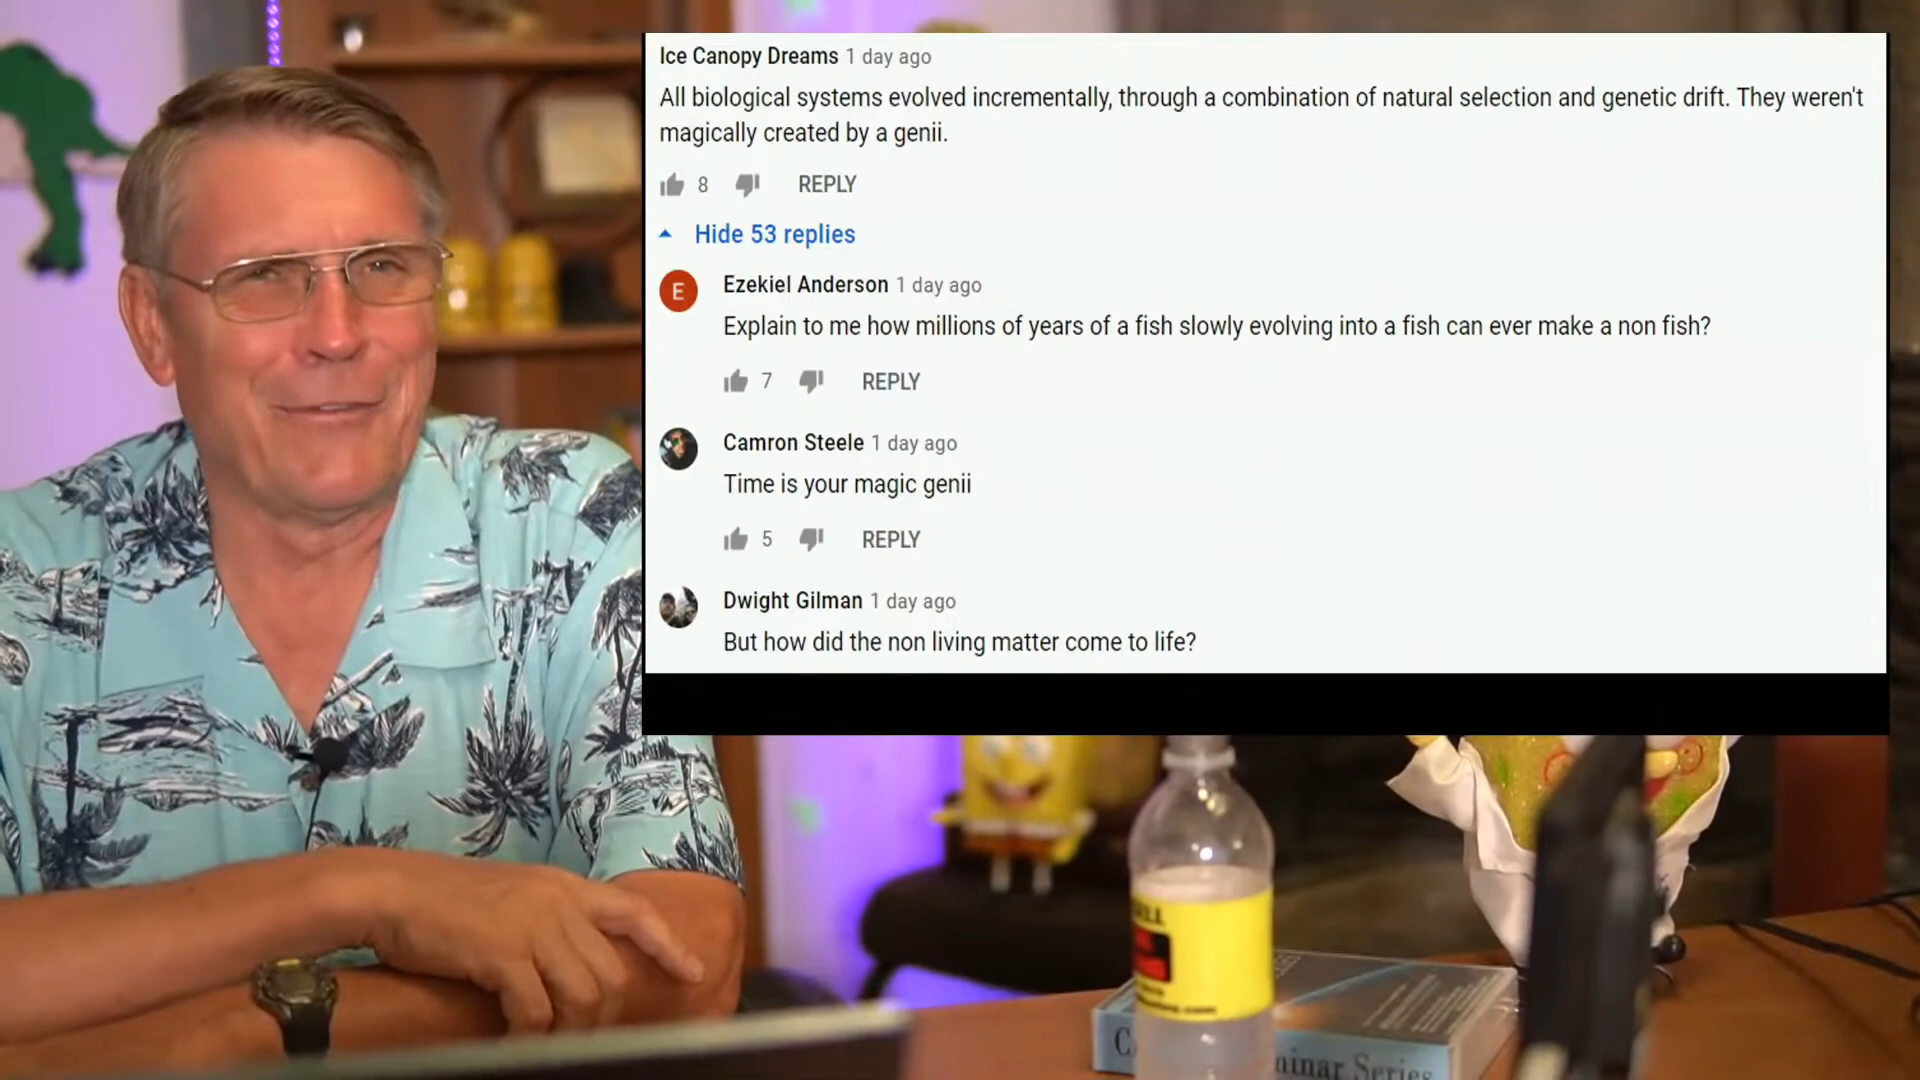 Ice Canopy Dreams 1 day ago
All biological systems evolved incrementally, through a combination of natural selection and genetic drift. They weren't
magically created by a genii.
8 REPLY
Hide 53 replies
E
Ezekiel Anderson 1 day ago
Explain to me how millions of years of a fish slowly evolving into a fish can ever make a non fish?
7 REPLY
Camron Steele 1 day ago
Time is your magic genii
5 REPLY
Dwight Gilman 1 day ago
But how did the non living matter come to life?
Series